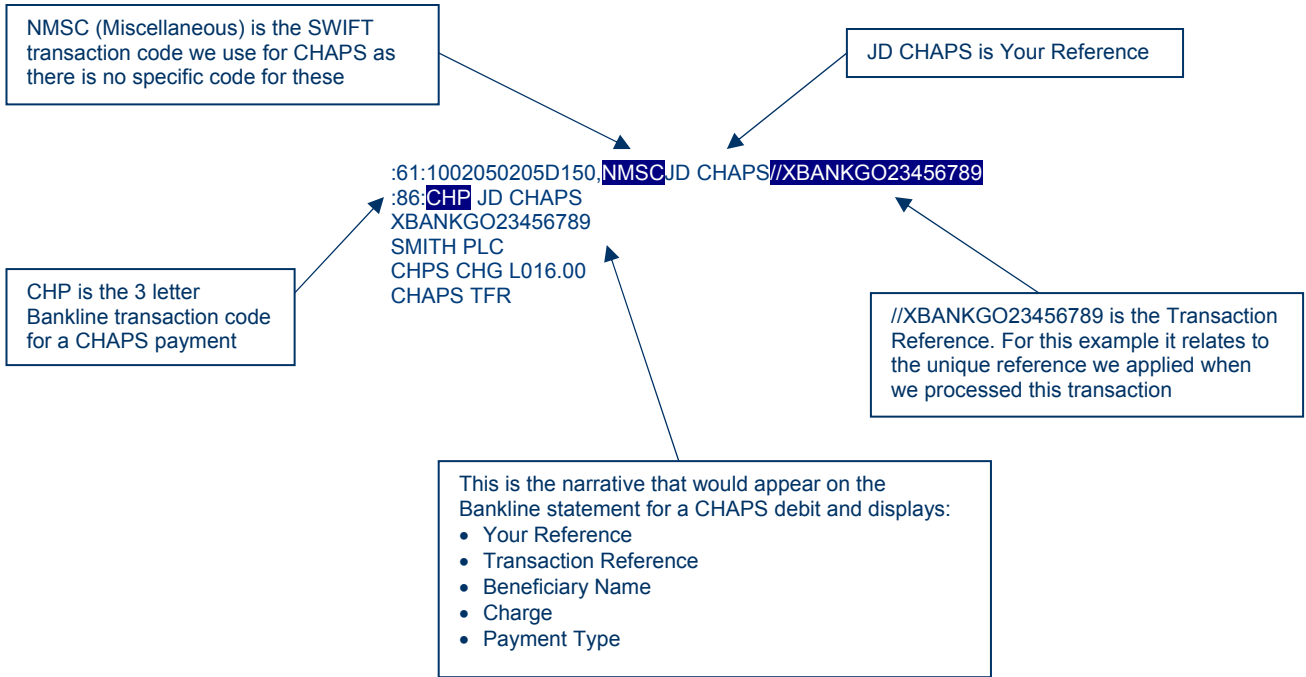 NMSC (Miscellaneous) is the SWIFT
transaction code we use for CHAPS as
there is no specific code for these
JD CHAPS is Your Reference
:61:1002050205D150,NMSCJD CHAPS//XBANKGO23456789
:86:CHP JD CHAPS
XBANKGO23456789
SMITH PLC
CHPS CHG L016.00
CHAPS TFR
CHP is the 3 letter
Bankline transaction code
for a CHAPS payment
//XBANKGO23456789 is the Transaction
Reference. For this example it relates to
the unique reference we applied when
we processed this transaction
This is the narrative that would appear on the
Bankline statement for a CHAPS debit and displays:
• Your Reference
• Transaction Reference
• Beneficiary Name
• Charge
• Payment Type